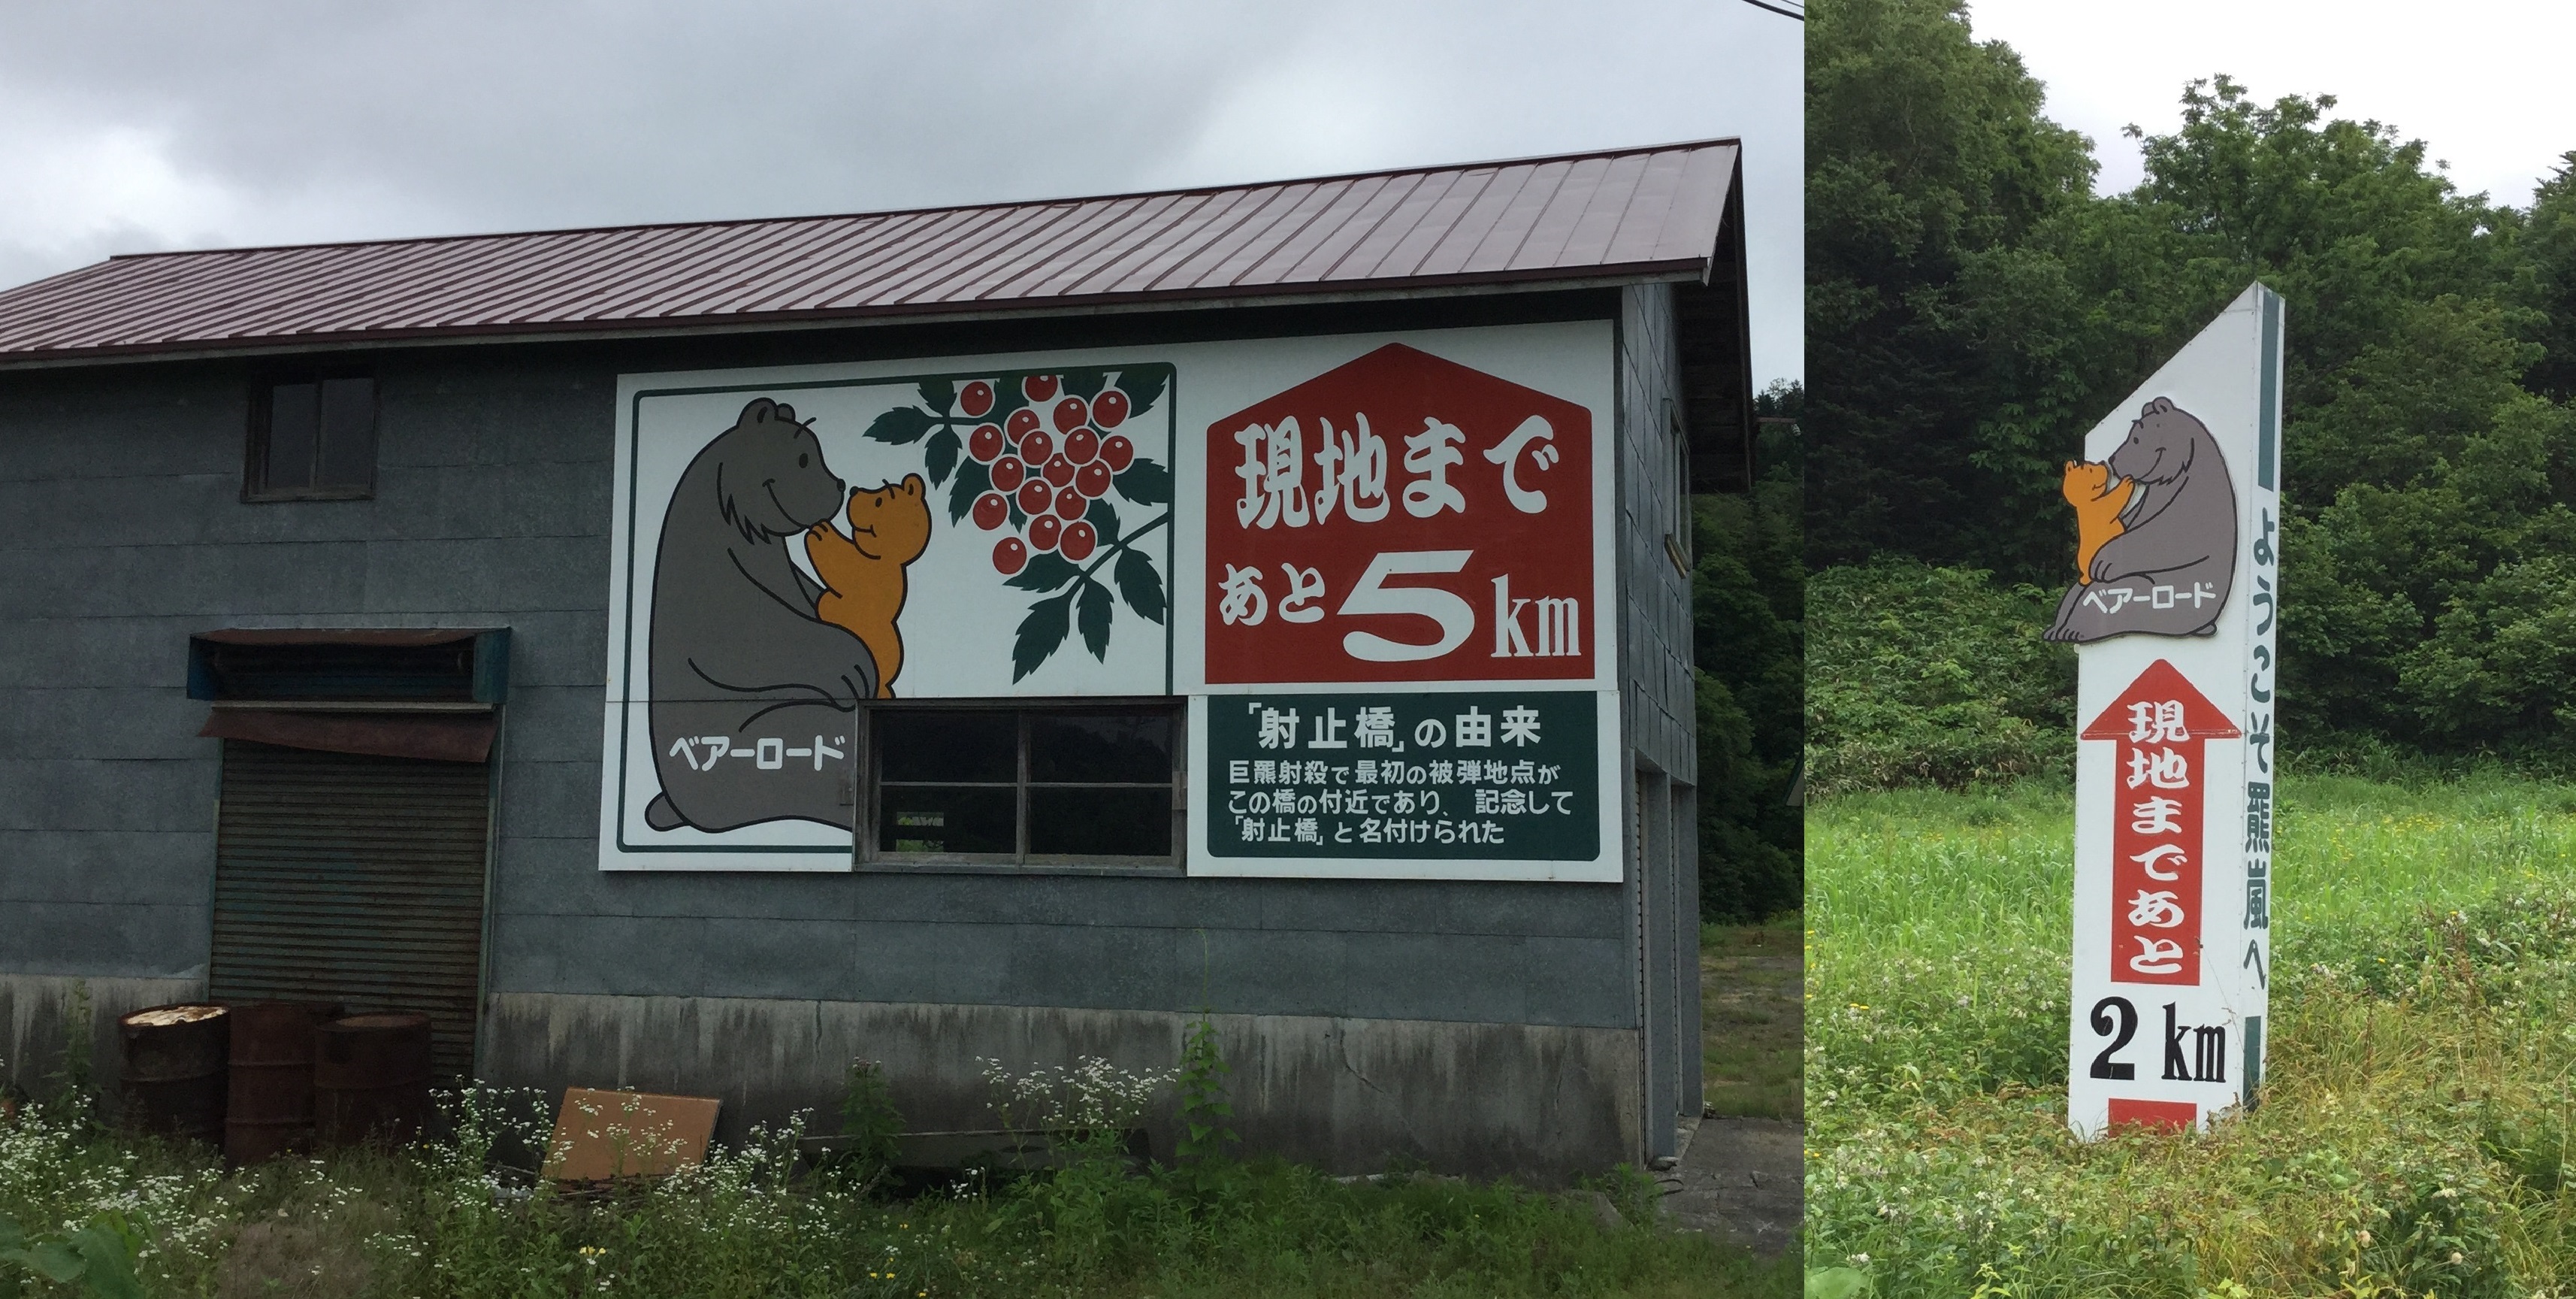 現地まで
あと5km
ベアーロード
「射止橋」の由来
巨羆射殺で最初の被弾地点が
この橋の付近であり、記念して
「射止橋」と名付けられた
ベアーロード
現地まであと
2km
ようこそ羆嵐へ